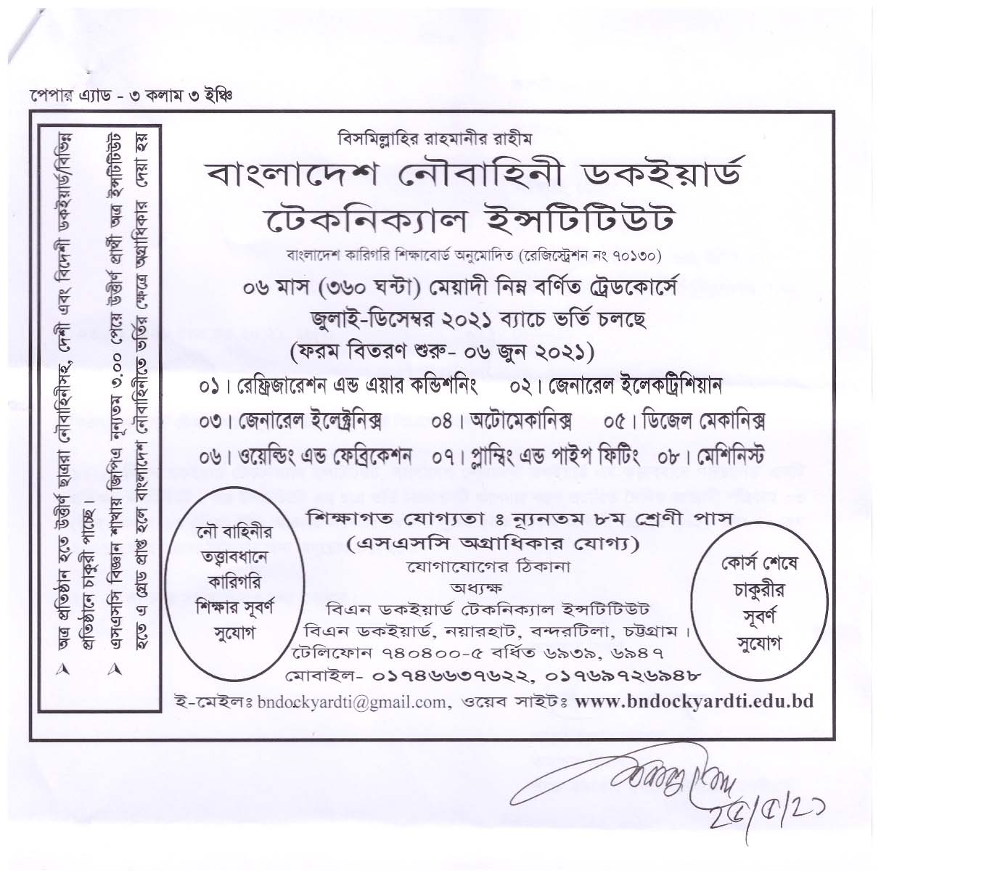 পেপার এ্যাড - ৩ কলাম ৩ ইঞ্চি
➢ অত্র প্রতিষ্ঠান হতে উত্তীর্ণ ছাত্ররা নৌবাহিনীসহ, দেশী এবং বিদেশী ডকইয়ার্ড/বিভিন্ন
প্রতিষ্ঠানে চাকুরী পাচ্ছে।
➢ এসএসসি বিজ্ঞান শাখায় জিপিএ নূন্যতম ৩.০০ পেয়ে উত্তীর্ণ প্রার্থী অত্র ইন্সটিটিউট
হতে এ গ্রেড প্রাপ্ত হলে বাংলাদেশ নৌবাহিনীতে ভর্তির ক্ষেত্রে অগ্রাধিকার দেয়া হয়
বিসমিল্লাহির রাহমানীর রাহীম
বাংলাদেশ নৌবাহিনী ডকইয়ার্ড
টেকনিক্যাল ইন্সটিটিউট
বাংলাদেশ কারিগরি শিক্ষাবোর্ড অনুমোদিত (রেজিস্ট্রেশন নং ৭০১৩০)
০৬ মাস (৩৬০ ঘন্টা) মেয়াদী নিম্ন বর্ণিত ট্রেডকোর্সে
জুলাই-ডিসেম্বর ২০২১ ব্যাচে ভর্তি চলছে
(ফরম বিতরণ শুরু- ০৬ জুন ২০২১)
০১। রেফ্রিজারেশন এন্ড এয়ার কন্ডিশনিং ০২। জেনারেল ইলেকট্রিশিয়ান
০৩। জেনারেল ইলেক্ট্রনিক্স ০৪। অটোমেকানিক্স ০৫। ডিজেল মেকানিক্স
০৬। ওয়েল্ডিং এন্ড ফেব্রিকেশন ০৭। প্লাম্বিং এন্ড পাইপ ফিটিং ০৮। মেশিনিস্ট
নৌ বাহিনীর
তত্ত্বাবধানে
কারিগরি
শিক্ষার সূবর্ণ
সুযোগ
শিক্ষাগত যোগ্যতা ঃ ন্যূনতম ৮ম শ্রেণী পাস
(এসএসসি অগ্রাধিকার যোগ্য)
যোগাযোগের ঠিকানা
অধ্যক্ষ
বিএন ডকইয়ার্ড টেকনিক্যাল ইন্সটিটিউট
বিএন ডকইয়ার্ড, নয়ারহাট, বন্দরটিলা, চট্টগ্রাম।
টেলিফোন ৭৪০৪০০-৫ বর্ধিত ৬৯৩৯, ৬৯৪৭
মোবাইল- ০১৭৪৬৬৩৭৬২২, ০১৭৬৯৭২৬৯৪৮
ই-মেইলঃ bndockyardti@gmail.com, ওয়েব সাইটঃ www.bndockyardti.edu.bd
কোর্স শেষে
চাকুরীর
সূবর্ণ
সুযোগ
২৫/৫/২১